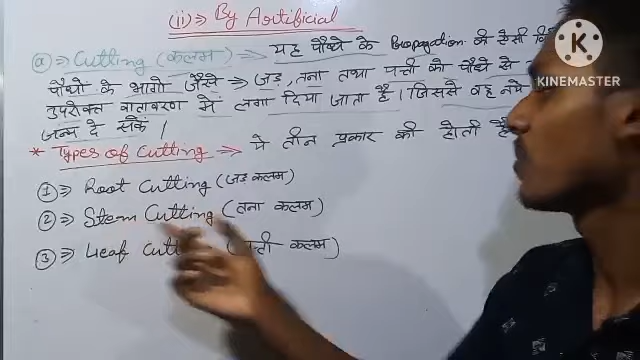 (ii)⇒ By Artificial
ⓐ⇒ Cutting (कलम) ⇒ यह पौधे के Propagation की ऐसी
पौधों के भागों जैसे → जड़, तना तथा पत्ती को पौधे से
उपरोक्त वातावरण में लगा दिया जाता है। जिससे वह नये
जन्म दे सकें।
* Types of Cutting ⇒ ये तीन प्रकार की होती है
① ⇒ Root Cutting (जड़ कलम)
② ⇒ Stem Cutting (तना कलम)
③ ⇒ Leaf कलम)
KINEMASTER